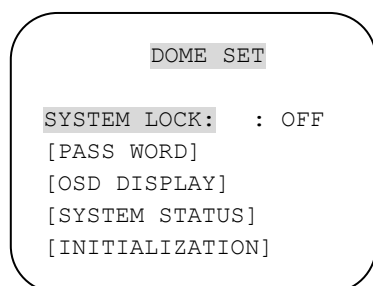 DOME SET
SYSTEM LOCK: : OFF
[PASS WORD]
[OSD DISPLAY]
[SYSTEM STATUS]
[INITIALIZATION]